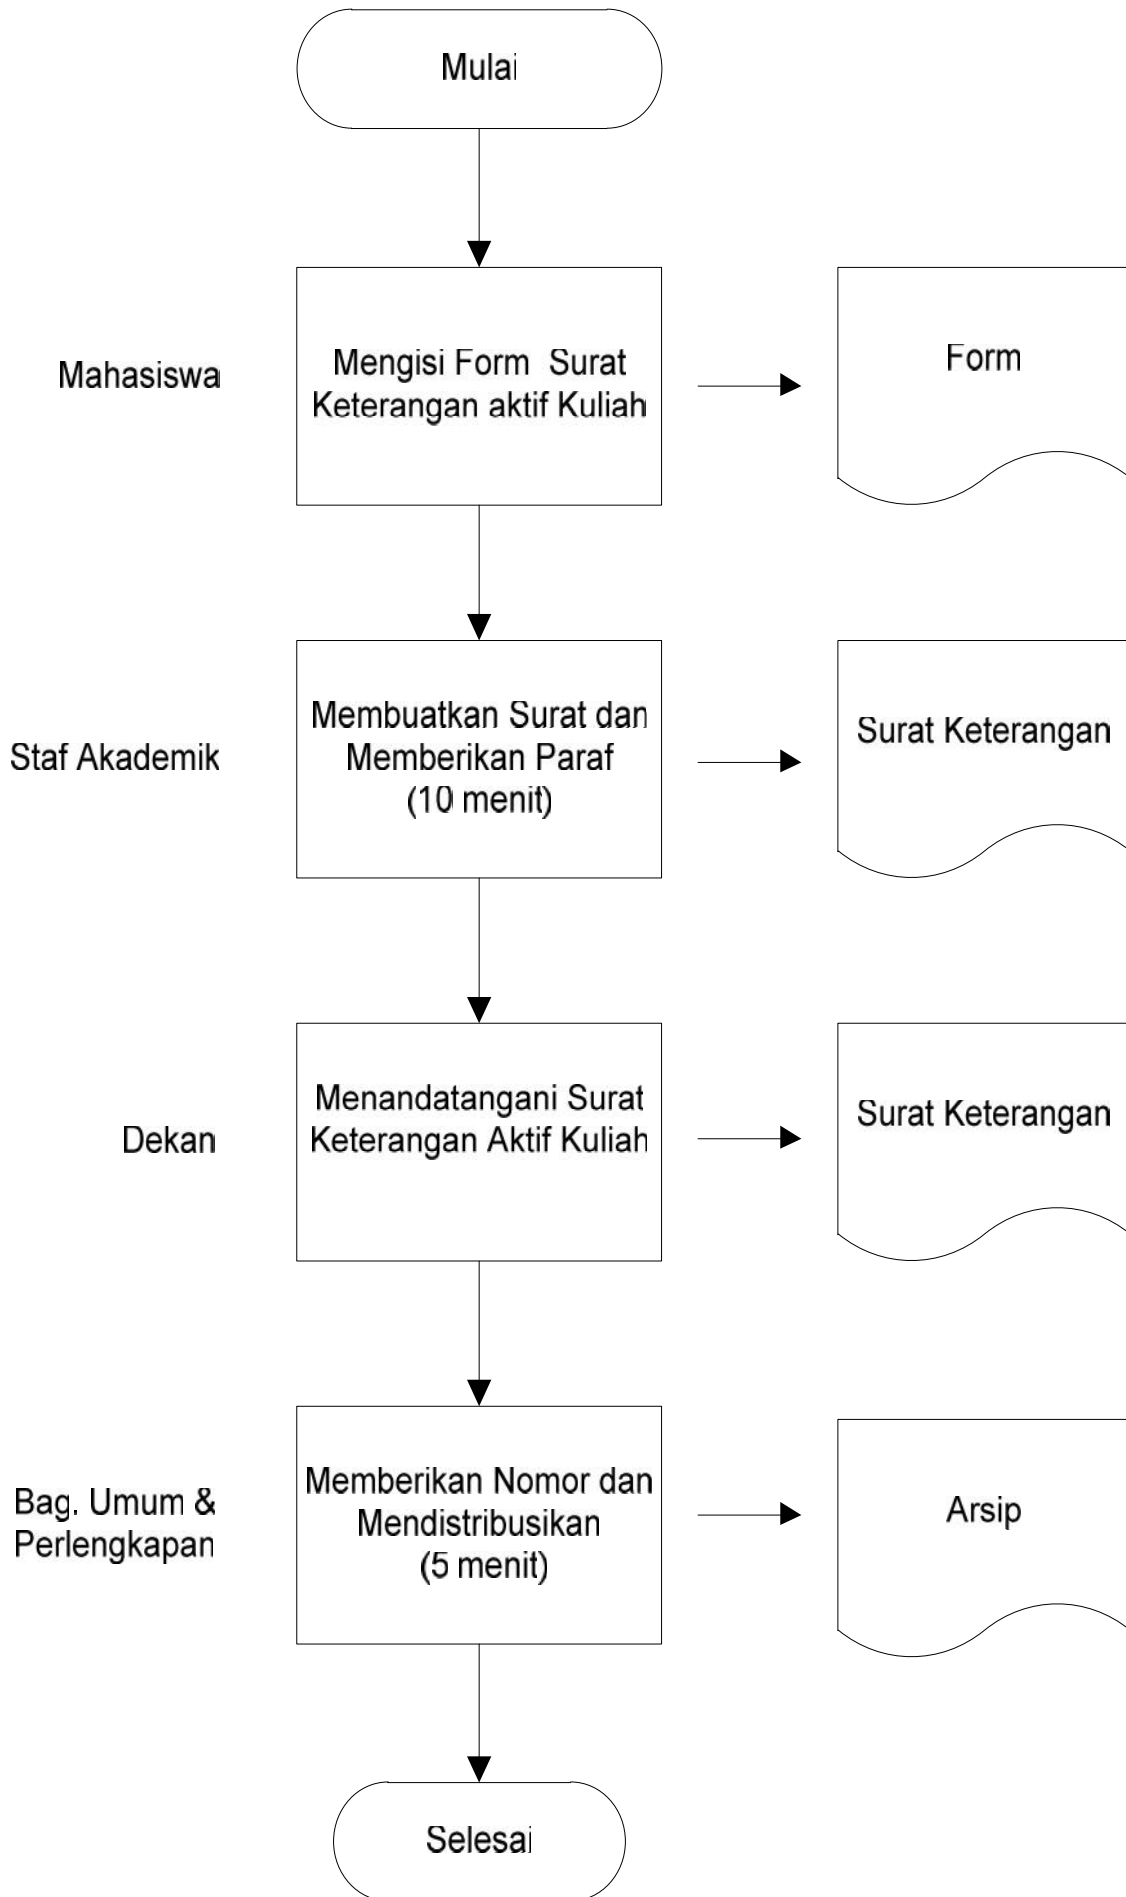 Mulai
Mahasiswa
Mengisi Form  Surat
Keterangan aktif Kuliah
Form
Staf Akademik
Membuatkan Surat dan
Memberikan Paraf
(10 menit)
Surat Keterangan
Dekan
Menandatangani Surat
Keterangan Aktif Kuliah
Surat Keterangan
Bag. Umum &
Perlengkapan
Memberikan Nomor dan
Mendistribusikan
(5 menit)
Arsip
Selesai